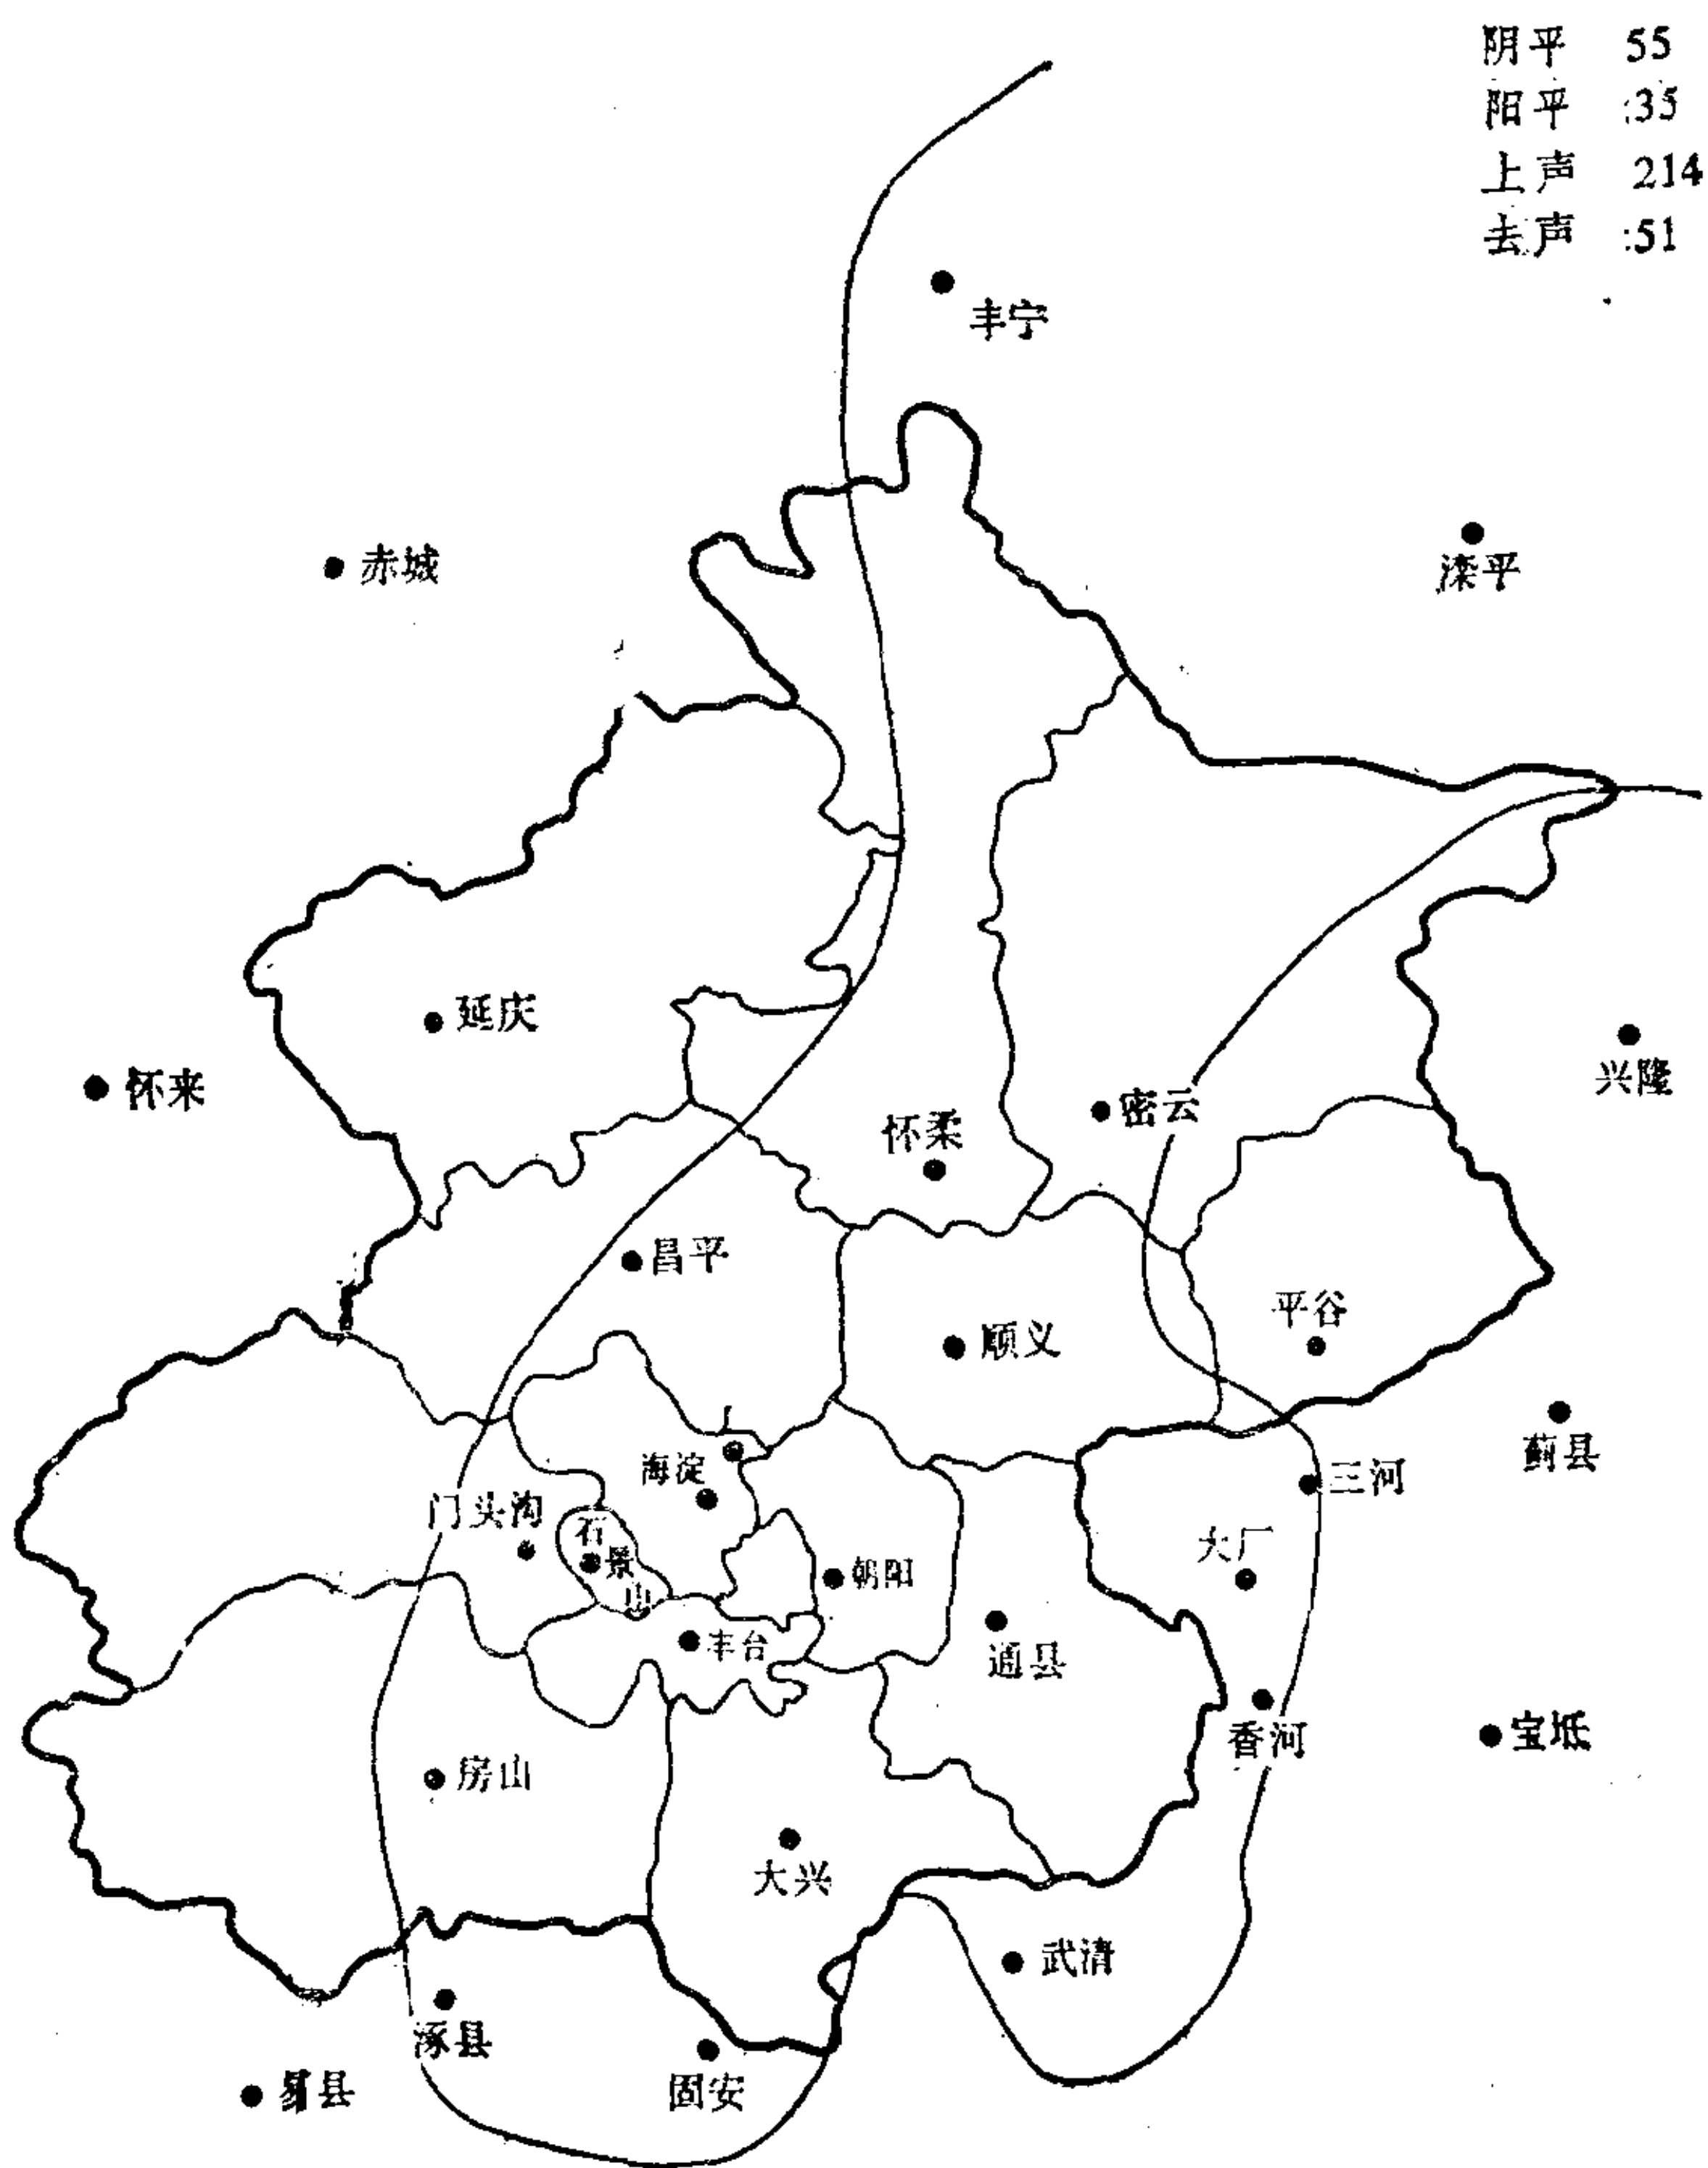 阴平 55
阳平 35
上声 214
去声 51
丰宁
赤城
滦平
延庆
怀来
兴隆
密云
怀柔
昌平
平谷
顺义
蓟县
海淀
三河
门头沟
石景山
大厂
朝阳
丰台
通县
香河
宝坻
房山
大兴
武清
涿县
固安
易县